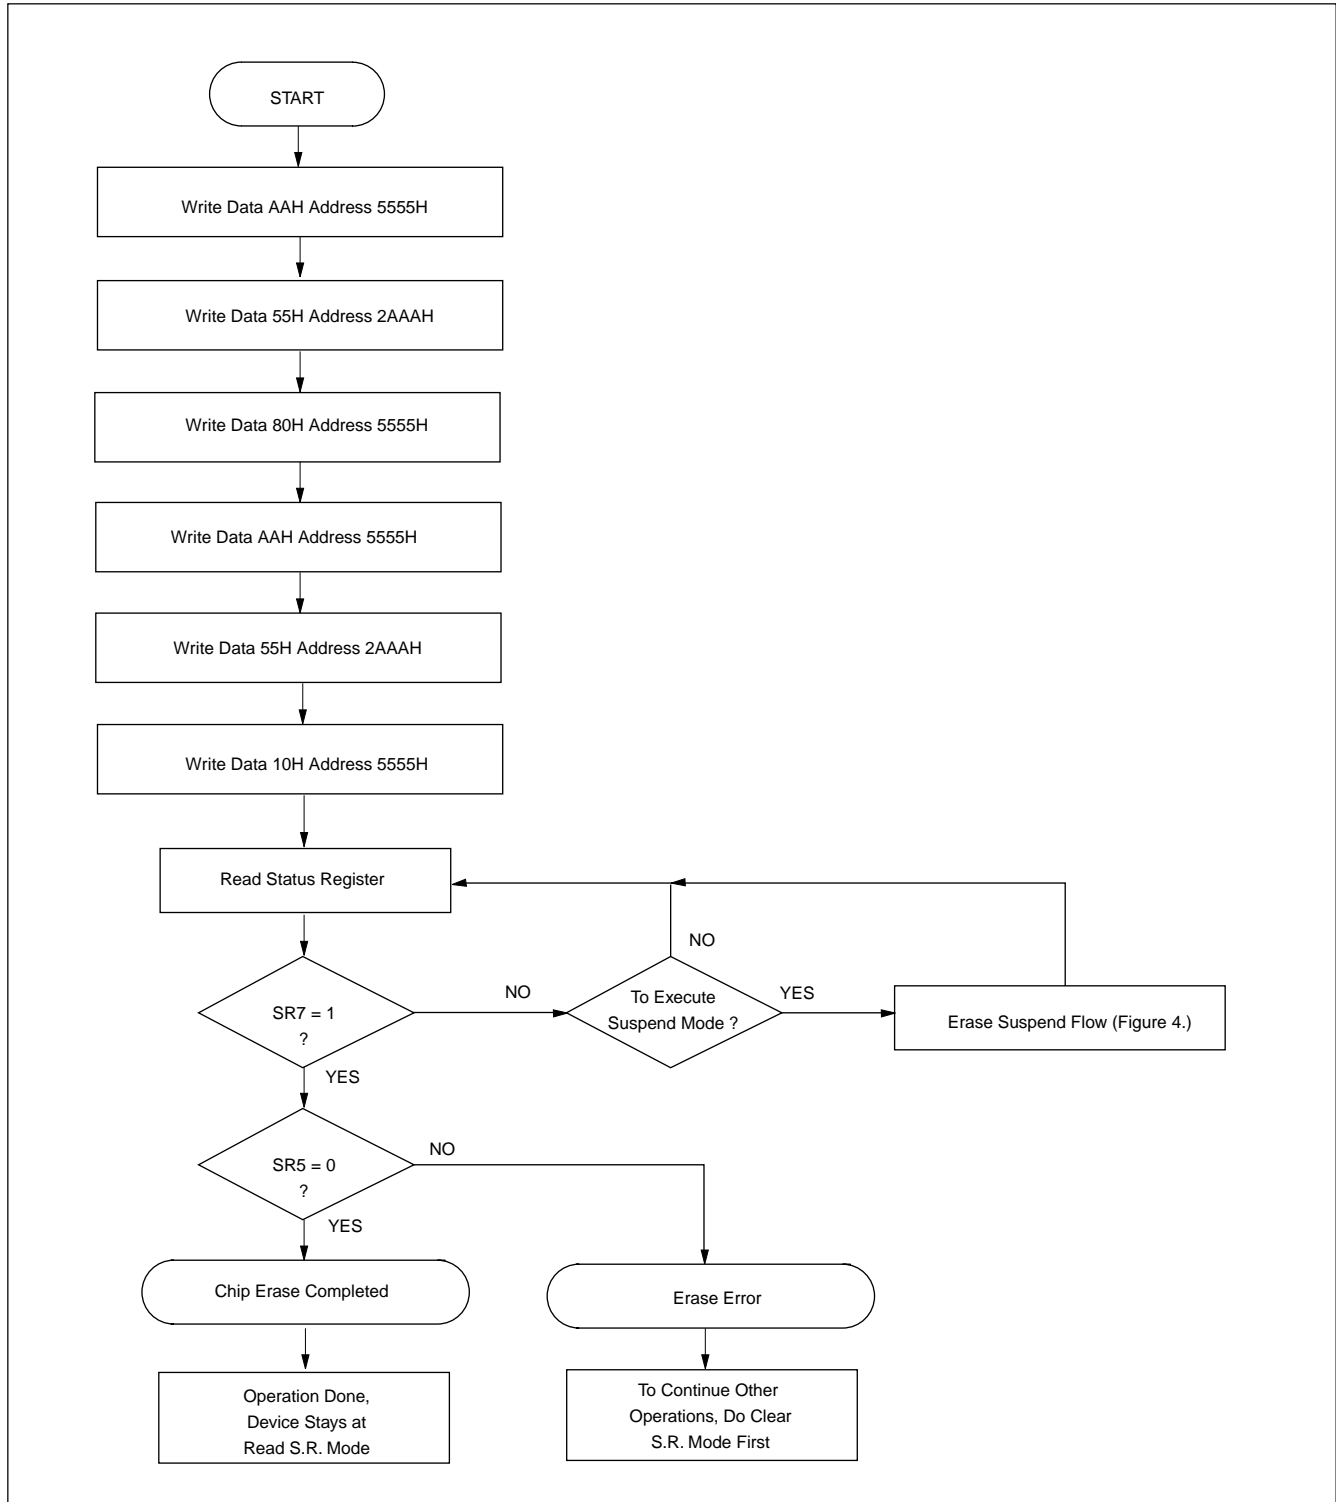 START
Write Data AAH Address 5555H
Write Data 55H Address 2AAAH
Write Data 80H Address 5555H
Write Data AAH Address 5555H
Write Data 55H Address 2AAAH
Write Data 10H Address 5555H
Read Status Register
NO
SR7 = 1
?
NO
To Execute
Suspend Mode ?
YES
Erase Suspend Flow (Figure 4.)
YES
SR5 = 0
?
NO
YES
Chip Erase Completed
Erase Error
Operation Done,
Device Stays at
Read S.R. Mode
To Continue Other
Operations, Do Clear
S.R. Mode First